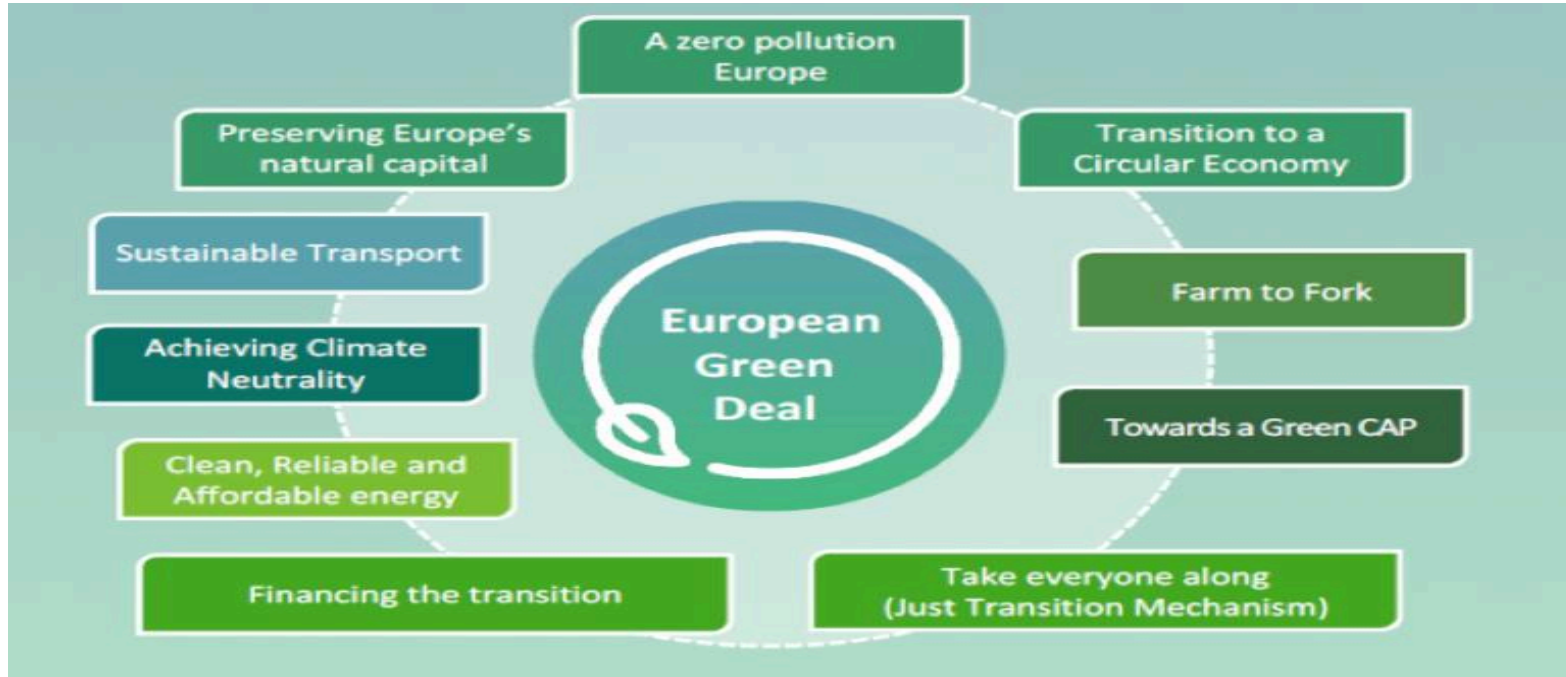 A zero pollution
Europe
Preserving Europe's
natural capital
Transition to a
Circular Economy
Sustainable Transport
Farm to Fork
European
Green
Deal
Achieving Climate
Neutrality
Towards a Green CAP
Clean, Reliable and
Affordable energy
Financing the transition
Take everyone along
(Just Transition Mechanism)